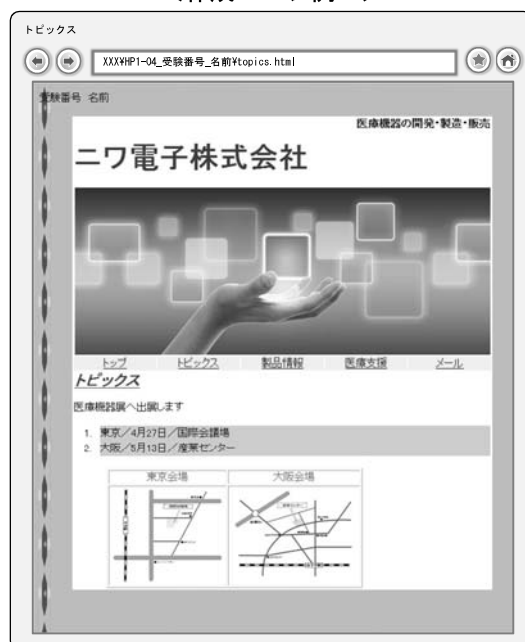 トピックス
XXX¥HP1-04_受験番号_名前¥topics.html
受験番号 名前
医療機器の開発・製造・販売
ニワ電子株式会社
トップ トピックス 製品情報 医療支援 メール
トピックス
医療機器展へ出展します
1. 東京／4月27日／国際会議場
2. 大阪／5月13日／産業センター
東京会場 大阪会場